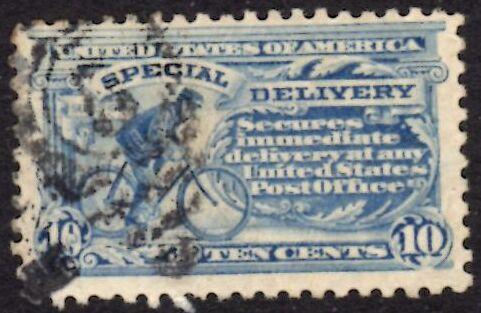 UNITED STATES OF AMERICA
SPECIAL
DELIVERY
Secures
immediate
delivery at any
United States
Post Office
10 TEN CENTS 10